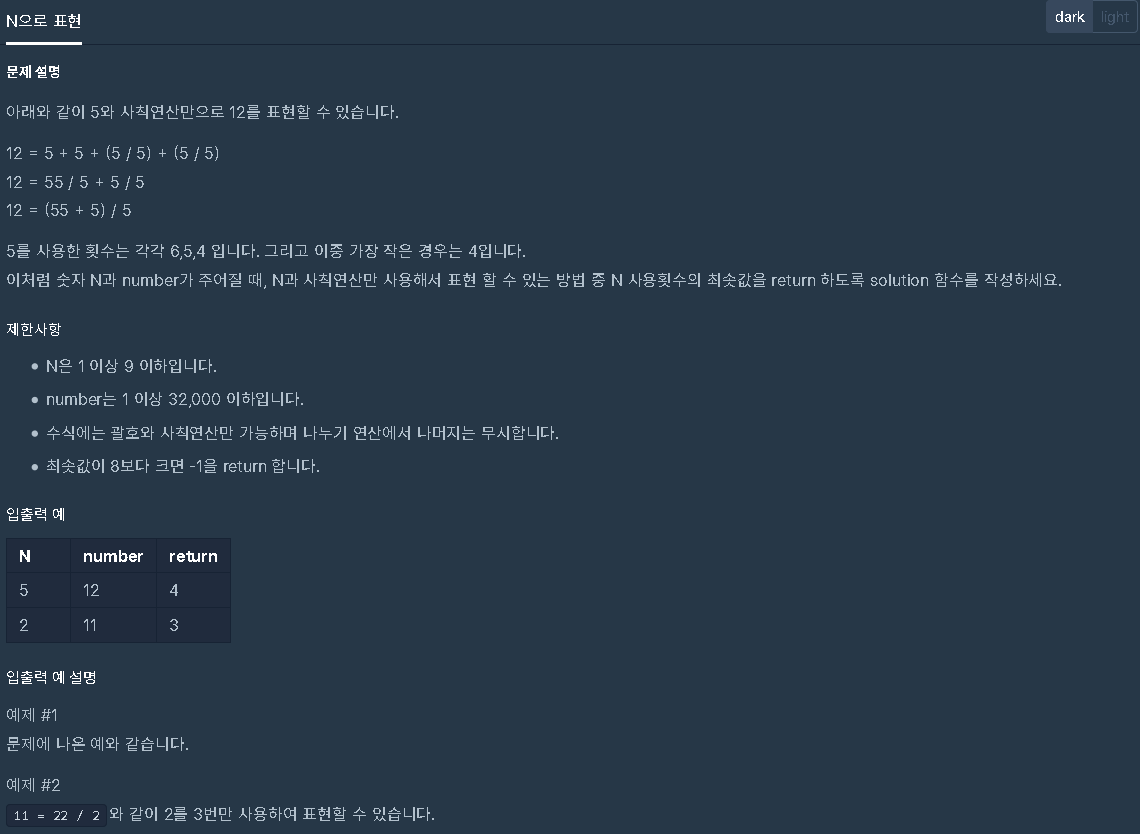 N으로 표현
dark light
문제 설명
아래와 같이 5와 사칙연산만으로 12를 표현할 수 있습니다.
12 = 5 + 5 + (5 / 5) + (5 / 5)
12 = 55 / 5 + 5 / 5
12 = (55 + 5) / 5
5를 사용한 횟수는 각각 6,5,4 입니다. 그리고 이중 가장 작은 경우는 4입니다.
이처럼 숫자 N과 number가 주어질 때, N과 사칙연산만 사용해서 표현 할 수 있는 방법 중 N 사용횟수의 최솟값을 return 하도록 solution 함수를 작성하세요.
제한사항
• N은 1 이상 9 이하입니다.
• number는 1 이상 32,000 이하입니다.
• 수식에는 괄호와 사칙연산만 가능하며 나누기 연산에서 나머지는 무시합니다.
• 최솟값이 8보다 크면 -1을 return 합니다.
입출력 예
N number return
5 12 4
2 11 3
입출력 예 설명
예제 #1
문제에 나온 예와 같습니다.
예제 #2
11 = 22 / 2 와 같이 2를 3번만 사용하여 표현할 수 있습니다.